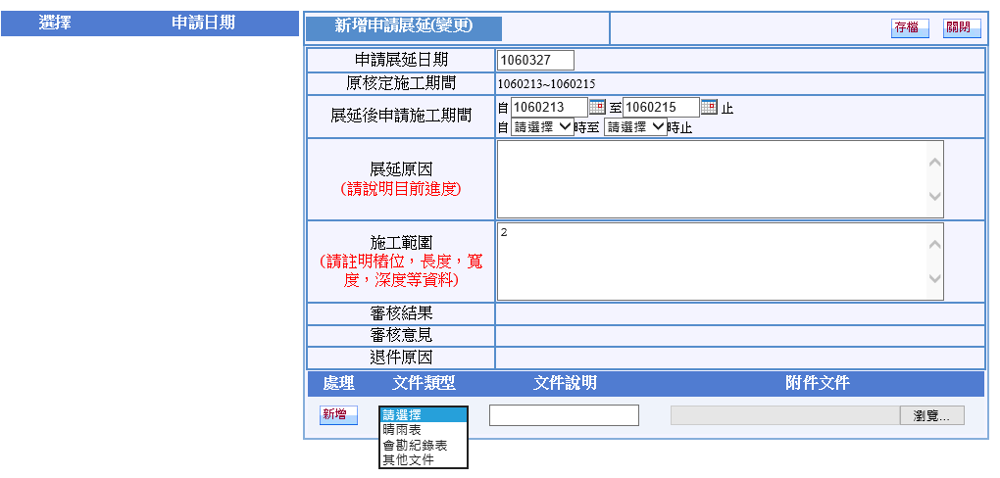 選擇 申請日期
新增申請展延(變更) 存檔 關閉
申請展延日期 1060327
原核定施工期間 1060213~1060215
展延後申請施工期間 自 1060213 至 1060215 止
自 請選擇 時至 請選擇 時止
展延原因
(請說明目前進度)
施工範圍 2
(請註明樁位，長度，寬
度，深度等資料)
審核結果
審核意見
退件原因
處理 文件類型 文件說明 附件文件
新增 請選擇 瀏覽...
晴雨表
會勘紀錄表
其他文件